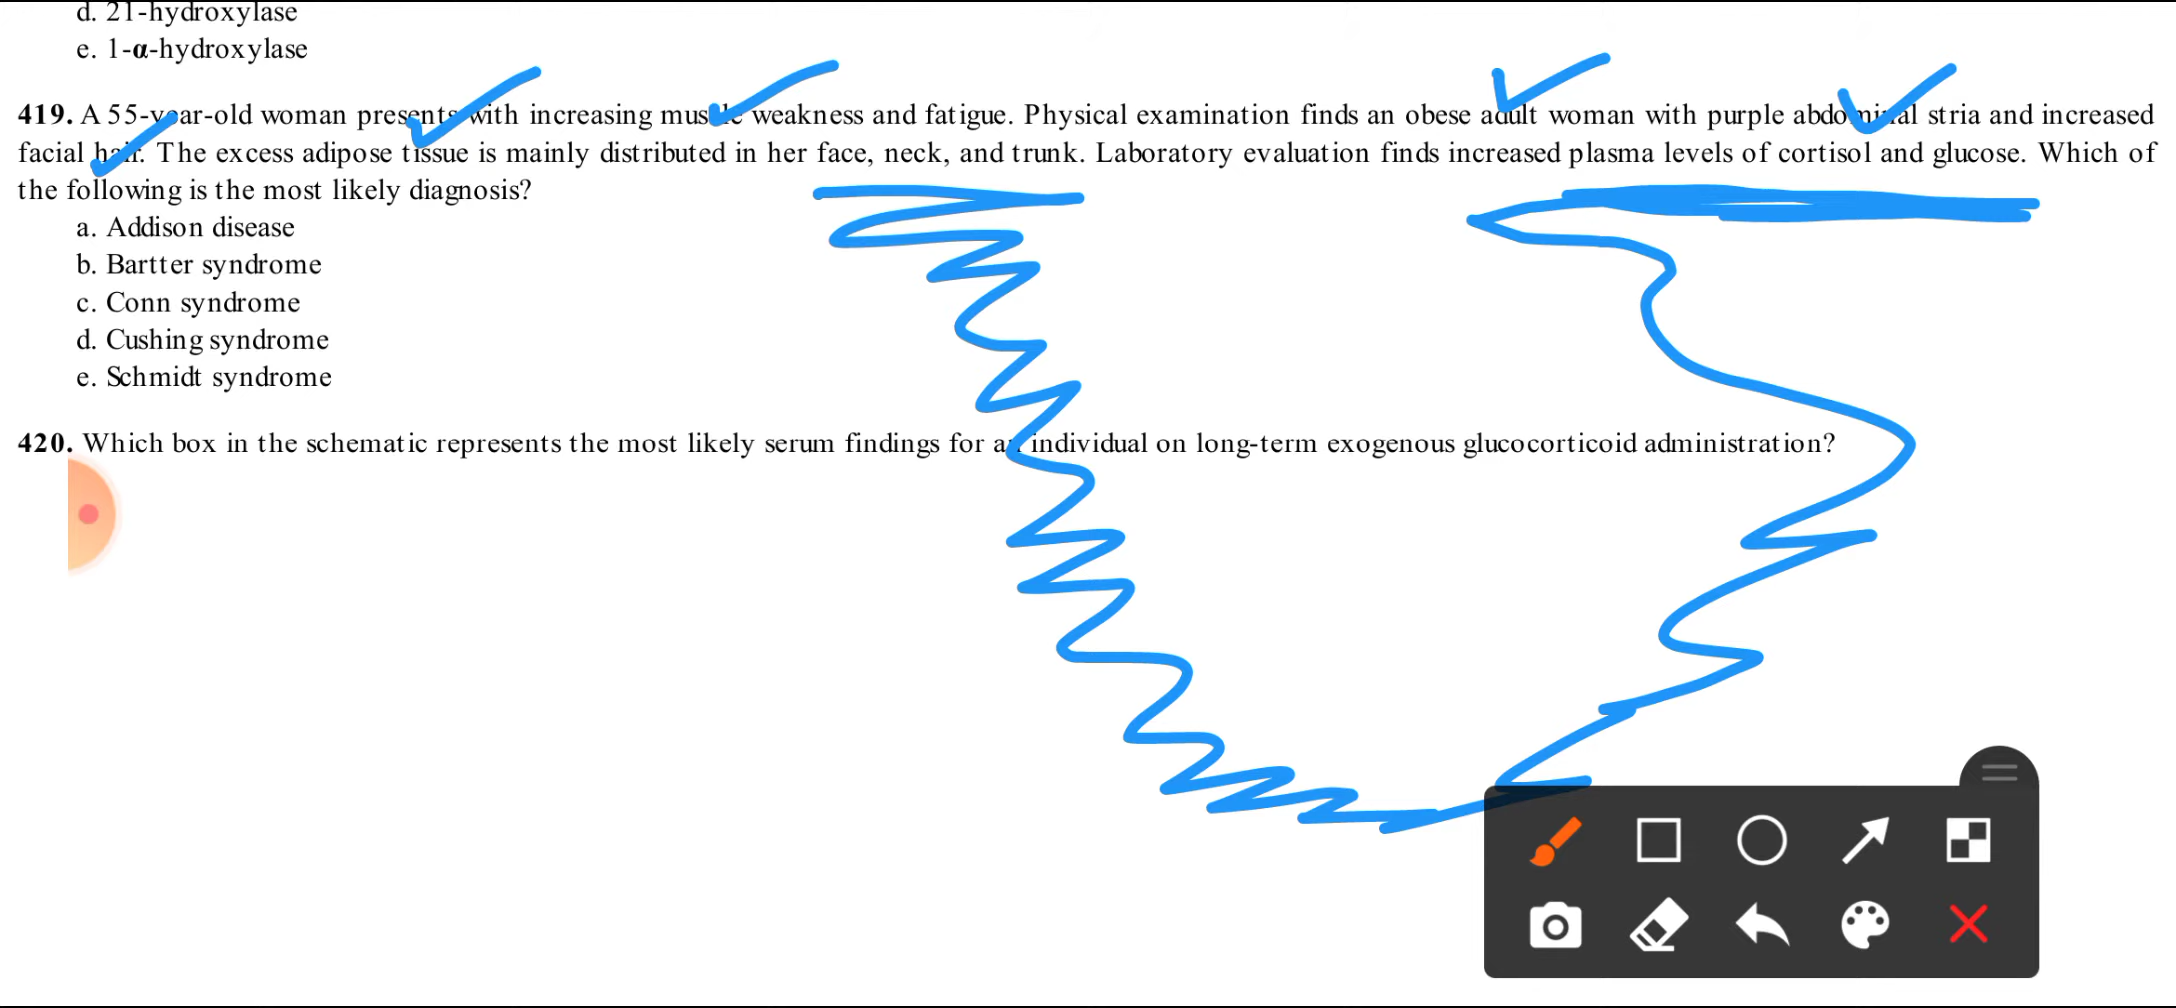 d. 21-hydroxylase
e. 1-α-hydroxylase
419. A 55-year-old woman presents with increasing muscle weakness and fatigue. Physical examination finds an obese adult woman with purple abdominal stria and increased
facial hair. The excess adipose tissue is mainly distributed in her face, neck, and trunk. Laboratory evaluation finds increased plasma levels of cortisol and glucose. Which of
the following is the most likely diagnosis?
a. Addison disease
b. Bartter syndrome
c. Conn syndrome
d. Cushing syndrome
e. Schmidt syndrome
420. Which box in the schematic represents the most likely serum findings for an individual on long-term exogenous glucocorticoid administration?